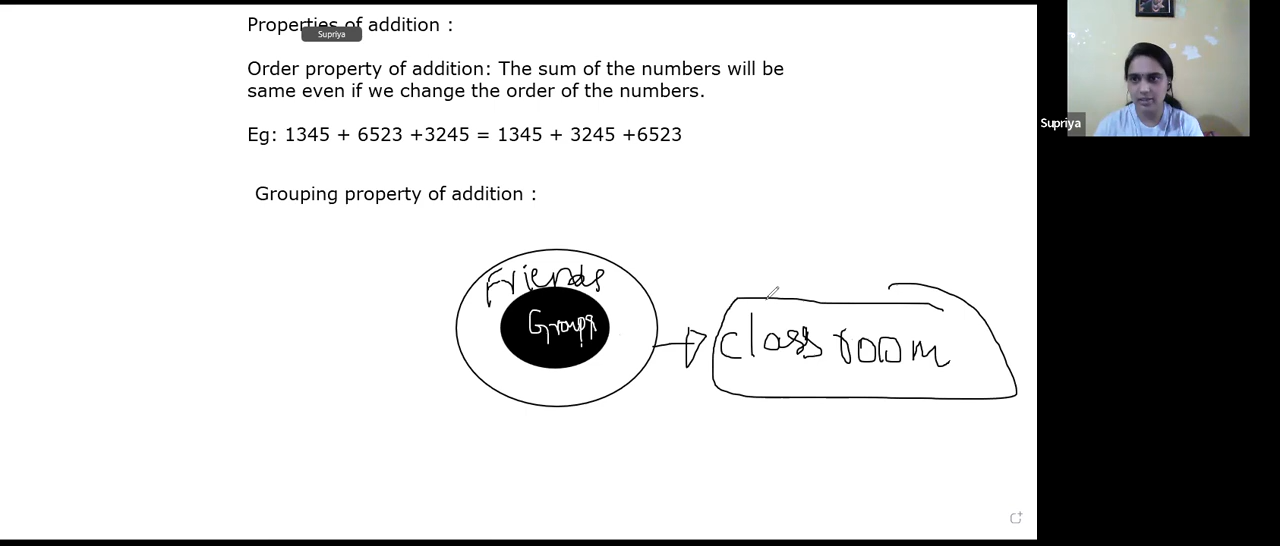 Properties of addition :
Supriya
Order property of addition: The sum of the numbers will be
same even if we change the order of the numbers.
Eg: 1345 + 6523 +3245 = 1345 + 3245 +6523
Grouping property of addition :
Friends
Groups
classroom
Supriya